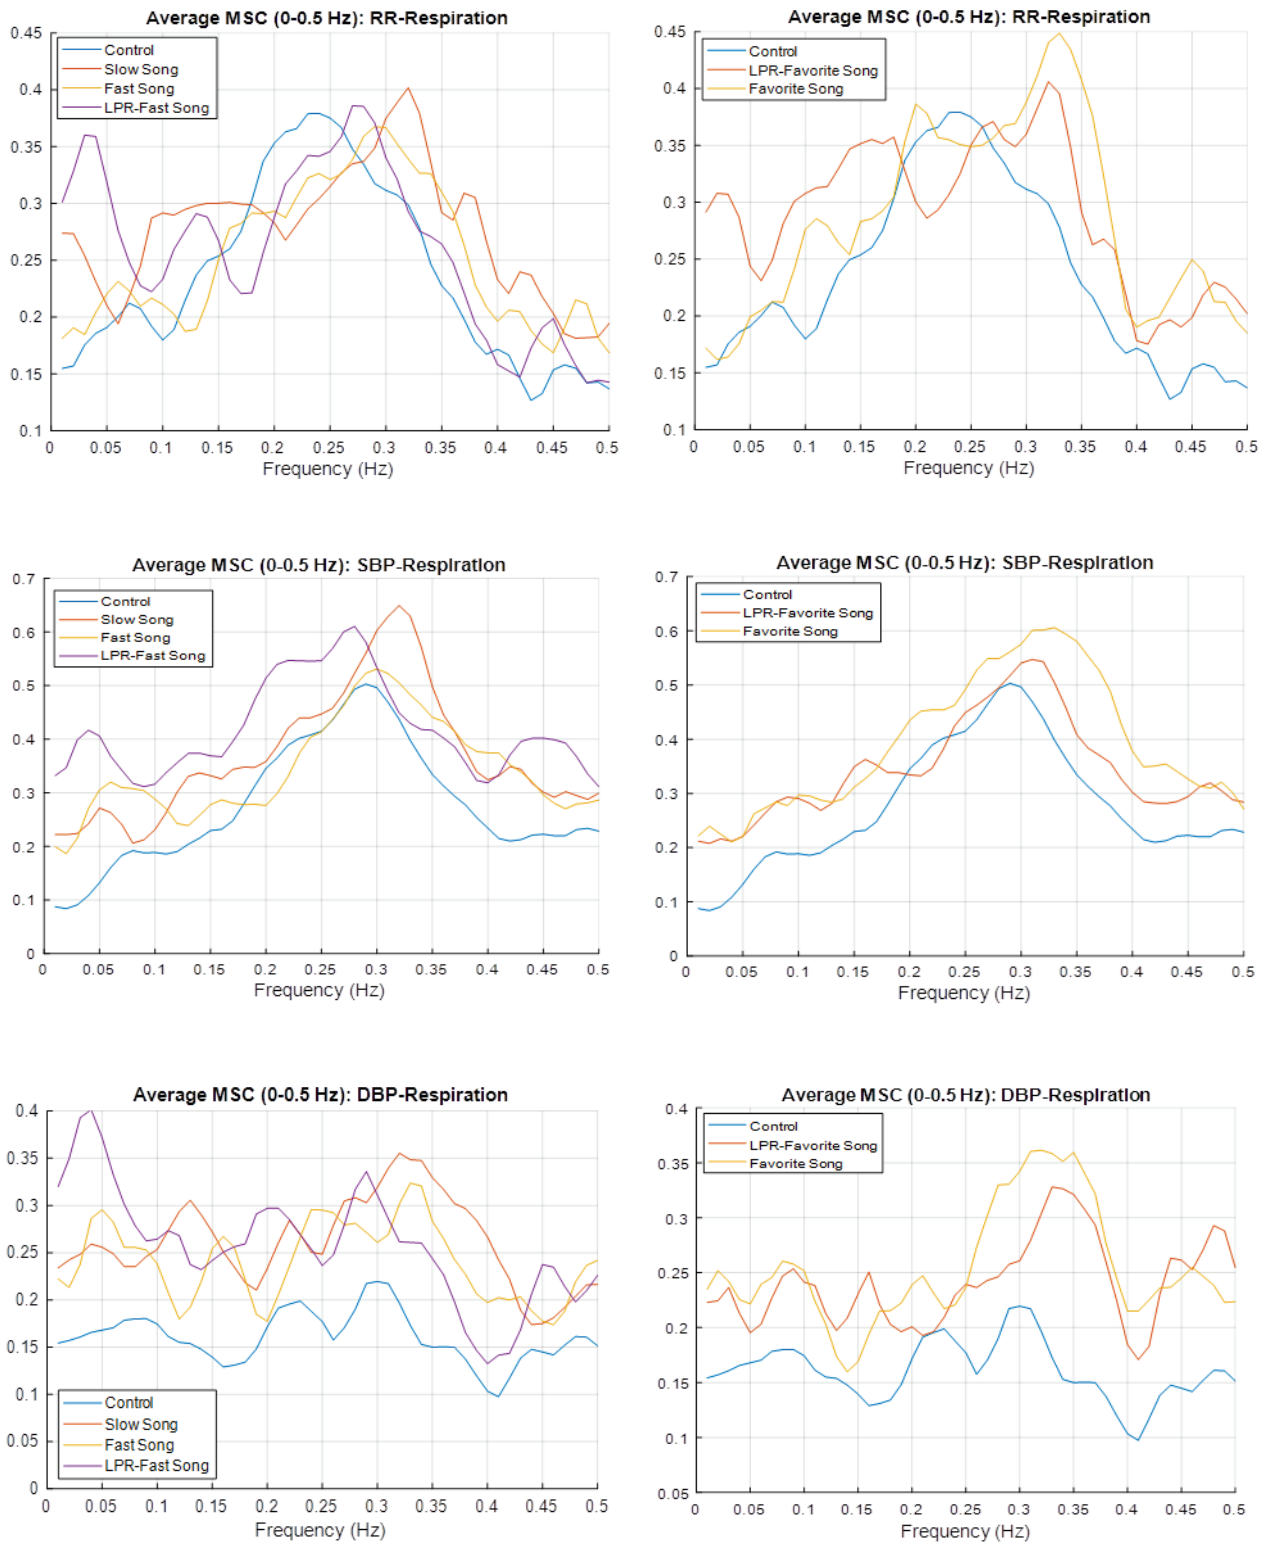 Average MSC (0-0.5 Hz): RR-Respiration
0.45
0.4
0.35
0.3
0.25
0.2
0.15
0.1
Control
Slow Song
Fast Song
LPR-Fast Song
0 0.05 0.1 0.15 0.2 0.25 0.3 0.35 0.4 0.45 0.5
Frequency (Hz)
Average MSC (0-0.5 Hz): RR-Respiration
0.45
0.4
0.35
0.3
0.25
0.2
0.15
0.1
Control
LPR-Favorite Song
Favorite Song
0 0.05 0.1 0.15 0.2 0.25 0.3 0.35 0.4 0.45 0.5
Frequency (Hz)
Average MSC (0-0.5 Hz): SBP-Respiration
0.7
0.6
0.5
0.4
0.3
0.2
0.1
0
Control
Slow Song
Fast Song
LPR-Fast Song
0 0.05 0.1 0.15 0.2 0.25 0.3 0.35 0.4 0.45 0.5
Frequency (Hz)
Average MSC (0-0.5 Hz): SBP-Respiration
0.7
0.6
0.5
0.4
0.3
0.2
0.1
0
Control
LPR-Favorite Song
Favorite Song
0 0.05 0.1 0.15 0.2 0.25 0.3 0.35 0.4 0.45 0.5
Frequency (Hz)
Average MSC (0-0.5 Hz): DBP-Respiration
0.4
0.35
0.3
0.25
0.2
0.15
0.1
0.05
0
Control
Slow Song
Fast Song
LPR-Fast Song
0 0.05 0.1 0.15 0.2 0.25 0.3 0.35 0.4 0.45 0.5
Frequency (Hz)
Average MSC (0-0.5 Hz): DBP-Respiration
0.4
0.35
0.3
0.25
0.2
0.15
0.1
0.05
Control
LPR-Favorite Song
Favorite Song
0 0.05 0.1 0.15 0.2 0.25 0.3 0.35 0.4 0.45 0.5
Frequency (Hz)